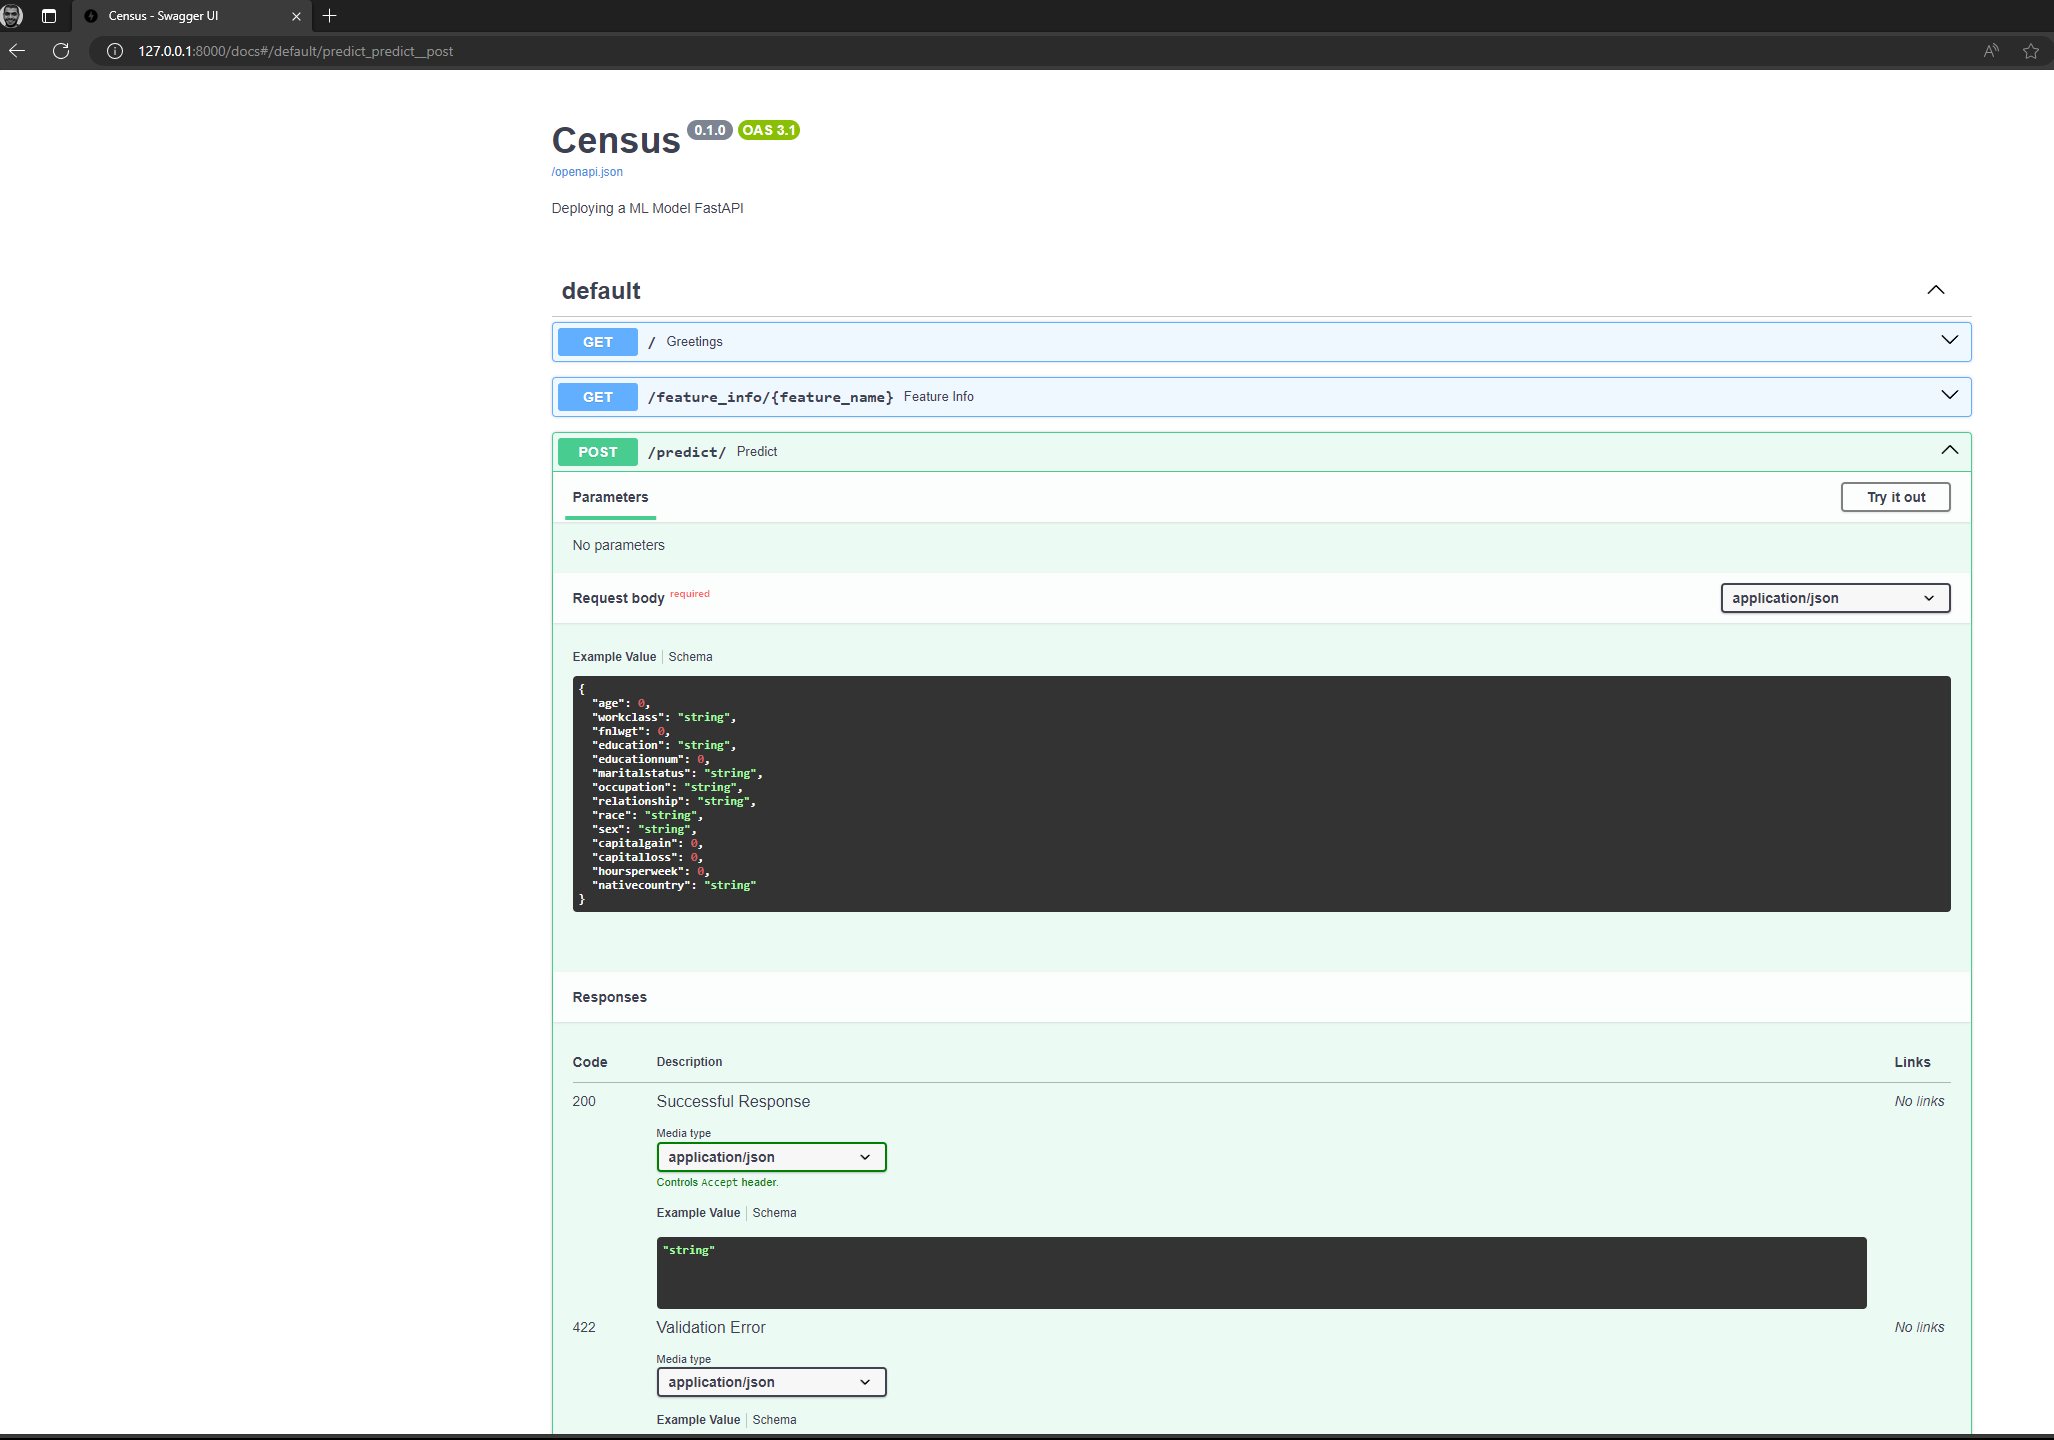 Census - Swagger UI
127.0.0.1:8000/docs#/default/predict_predict__post
Census 0.1.0 OAS 3.1
/openapi.json
Deploying a ML Model FastAPI
default
GET / Greetings
GET /feature_info/{feature_name} Feature Info
POST /predict/ Predict
Parameters Try it out
No parameters
Request body required application/json
Example Value Schema
{
"age": 0,
"workclass": "string",
"fnlwgt": 0,
"education": "string",
"educationnum": 0,
"maritalstatus": "string",
"occupation": "string",
"relationship": "string",
"race": "string",
"sex": "string",
"capitalgain": 0,
"capitalloss": 0,
"hoursperweek": 0,
"nativecountry": "string"
}
Responses
Code Description Links
200 Successful Response No links
Media type
application/json
Controls Accept header.
Example Value Schema
"string"
422 Validation Error No links
Media type
application/json
Example Value Schema